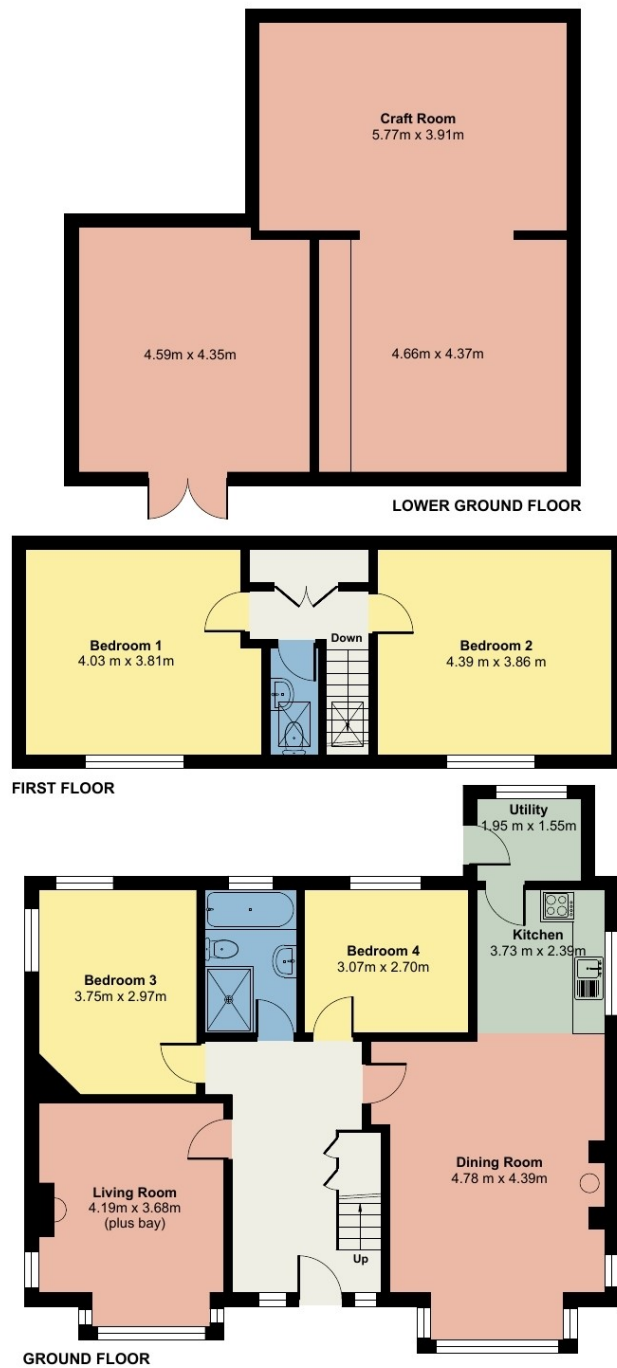 Craft Room
5.77m x 3.91m
4.59m x 4.35m
4.66m x 4.37m
LOWER GROUND FLOOR
Bedroom 1
4.03 m x 3.81m
Down
Bedroom 2
4.39 m x 3.86 m
FIRST FLOOR
Utility
1.95 m x 1.55m
Kitchen
3.73 m x 2.39m
Bedroom 3
3.75m x 2.97m
Bedroom 4
3.07m x 2.70m
Living Room
4.19m x 3.68m
(plus bay)
Dining Room
4.78 m x 4.39m
Up
GROUND FLOOR